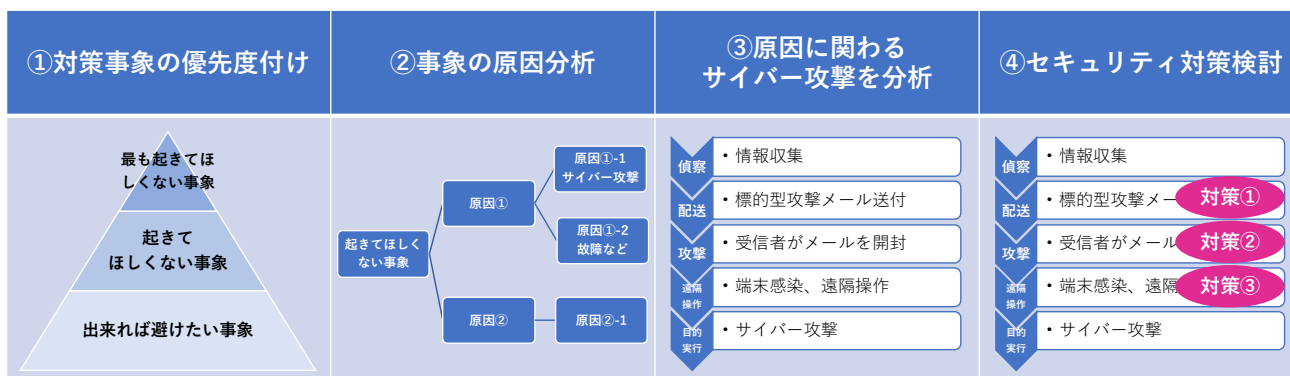 ①対策事象の優先度付け
②事象の原因分析
③原因に関わる
サイバー攻撃を分析
④セキュリティ対策検討
最も起きてほ
しくない事象
起きて
ほしくない事象
出来れば避けたい事象
起きてほしく
ない事象
原因①
原因①-1
サイバー攻撃
原因①-2
故障など
原因②
原因②-1
偵察
・情報収集
配送
・標的型攻撃メール送付
攻撃
・受信者がメールを開封
遠隔
操作
・端末感染、遠隔操作
目的
実行
・サイバー攻撃
偵察
・情報収集
配送
・標的型攻撃メー
対策①
攻撃
・受信者がメール
対策②
遠隔
操作
・端末感染、遠隔
対策③
目的
実行
・サイバー攻撃